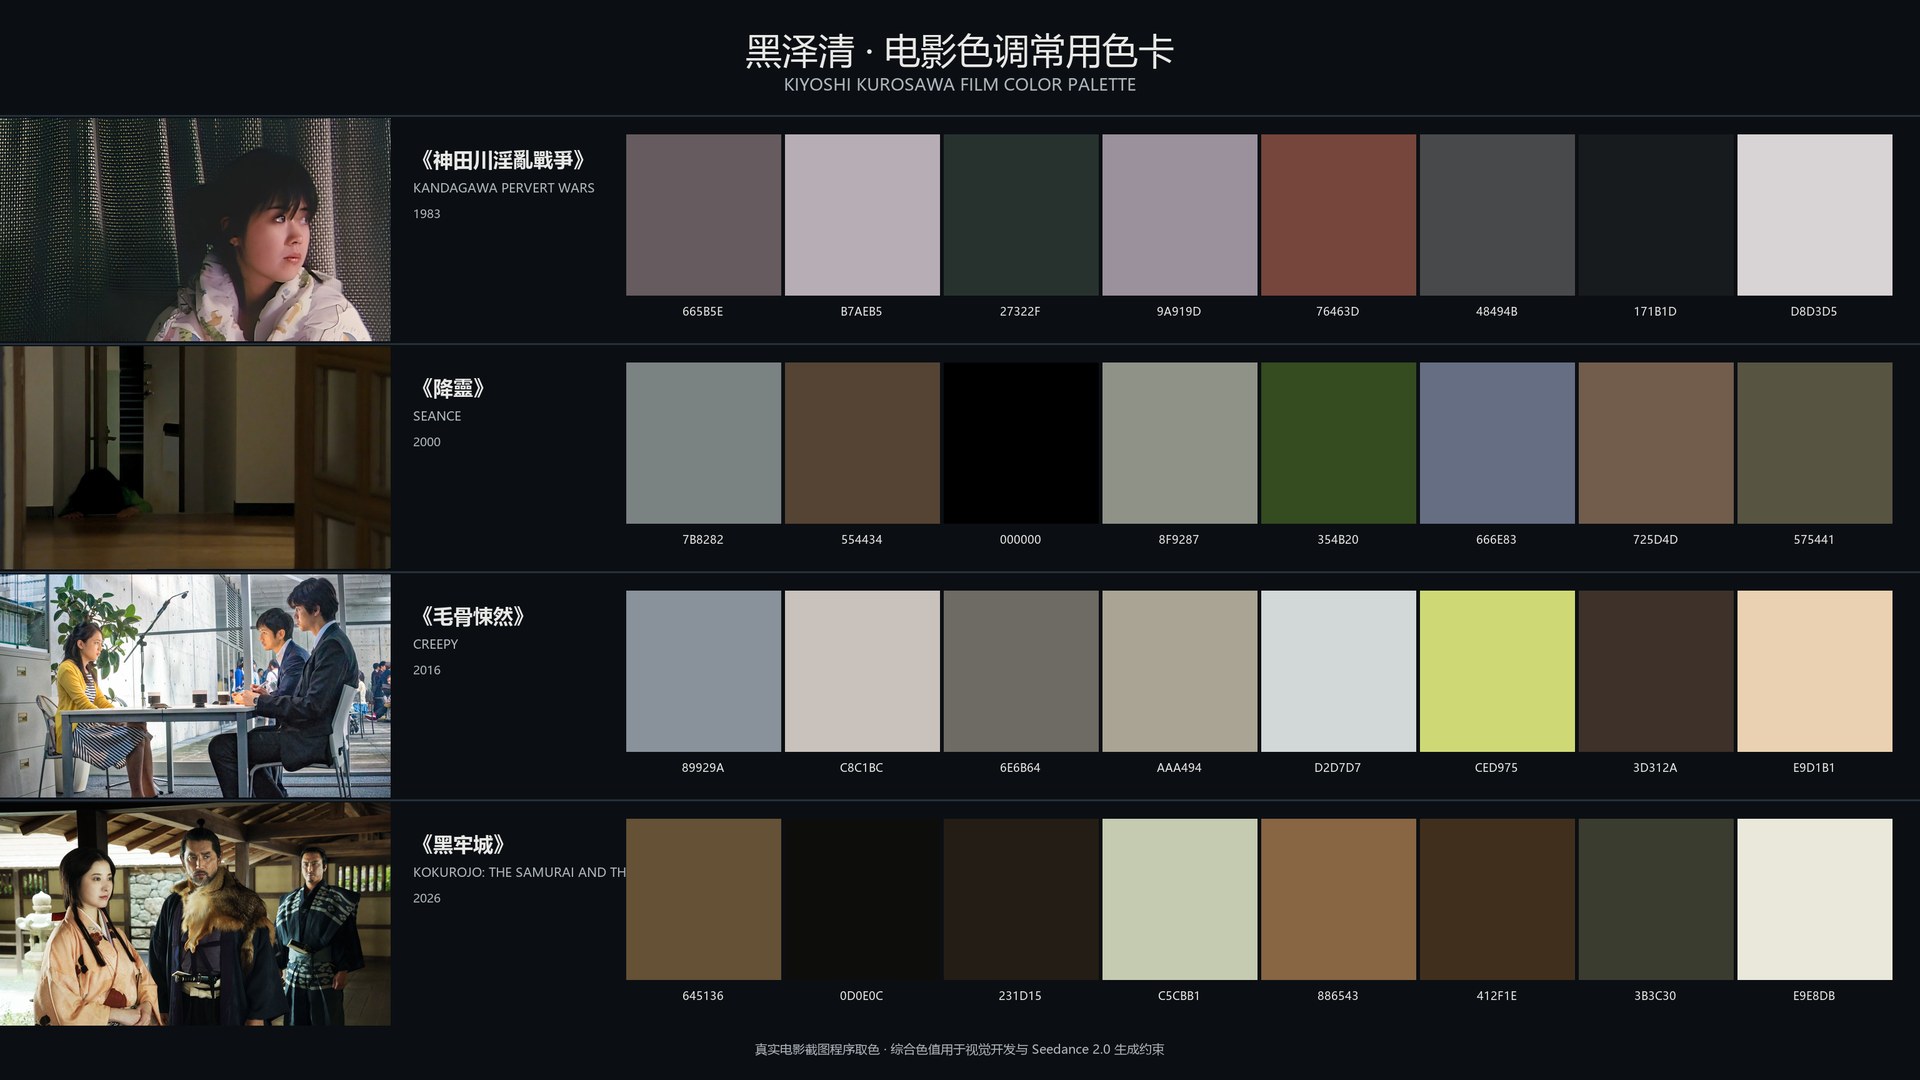 黑泽清 · 电影色调常用色卡
KIYOSHI KUROSAWA FILM COLOR PALETTE
《神田川淫亂戰爭》
KANDAGAWA PERVERT WARS
1983
665B5E B7AEB5 27322F 9A919D 76463D 48494B 171B1D D8D3D5
《降靈》
SEANCE
2000
7B8282 554434 000000 8F9287 354B20 666E83 725D4D 575441
《毛骨悚然》
CREEPY
2016
89929A C8C1BC 6E6B64 AAA494 D2D7D7 CED975 3D312A E9D1B1
《黑牢城》
KOKUROJO: THE SAMURAI AND TH
2026
645136 0D0E0C 231D15 C5CBB1 886543 412F1E 3B3C30 E9E8DB
真实电影截图程序取色 · 综合色值用于视觉开发与 Seedance 2.0 生成约束